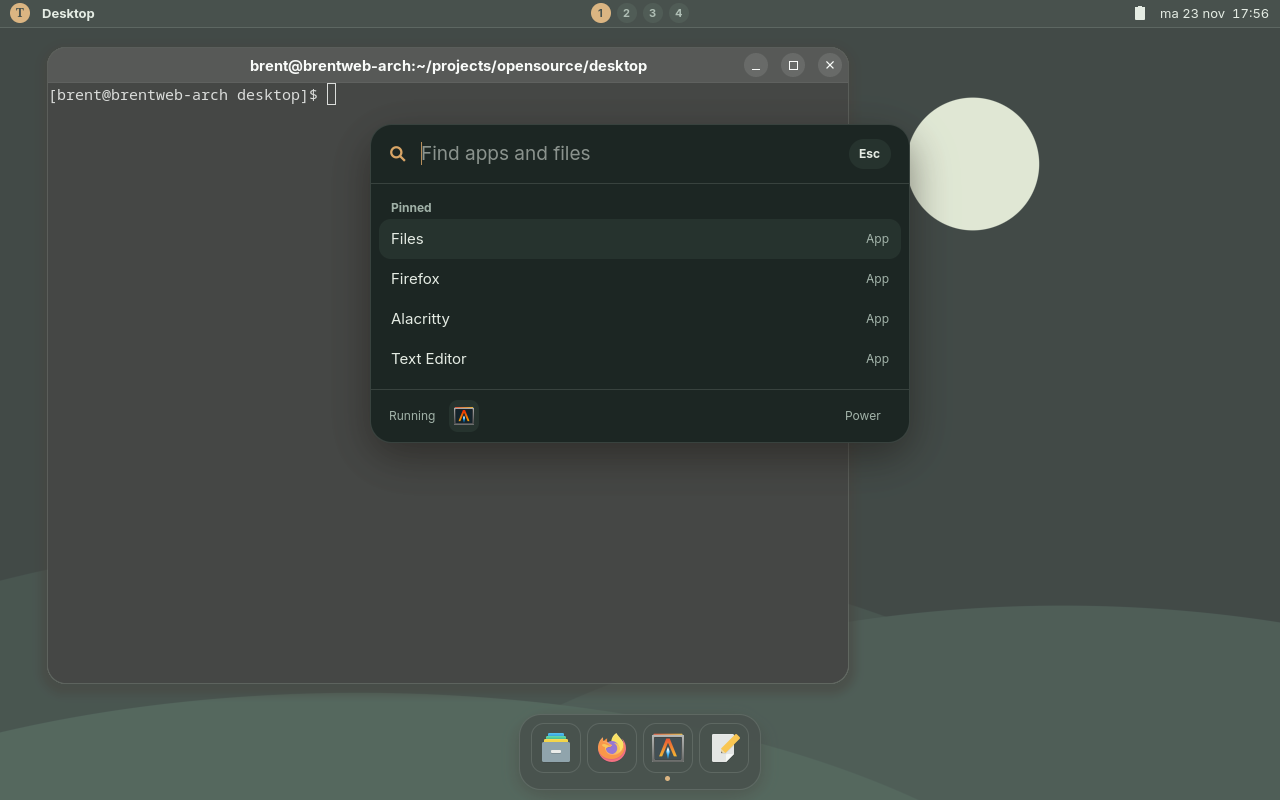 T Desktop 1 2 3 4 ma 23 nov 17:56
brent@brentweb-arch:~/projects/opensource/desktop
[brent@brentweb-arch desktop]$
Find apps and files Esc
Pinned
Files App
Firefox App
Alacritty App
Text Editor App
Running Power